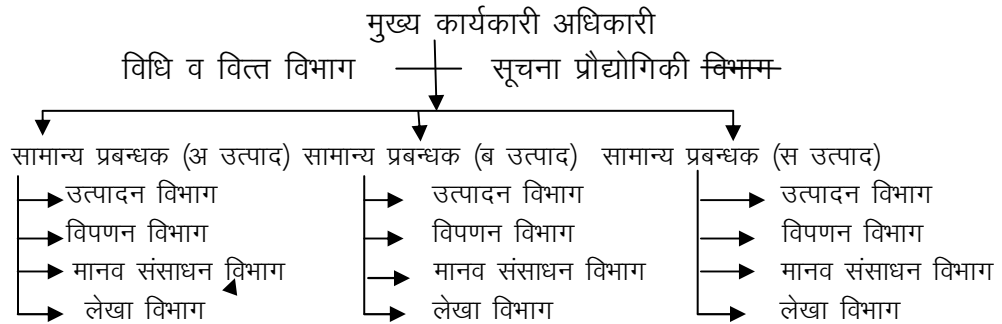 मुख्य कार्यकारी अधिकारी
विधि व वित्त विभाग सूचना प्रौद्योगिकी विभाग
सामान्य प्रबन्धक (अ उत्पाद) सामान्य प्रबन्धक (ब उत्पाद) सामान्य प्रबन्धक (स उत्पाद)
उत्पादन विभाग उत्पादन विभाग उत्पादन विभाग
विपणन विभाग विपणन विभाग विपणन विभाग
मानव संसाधन विभाग मानव संसाधन विभाग मानव संसाधन विभाग
लेखा विभाग लेखा विभाग लेखा विभाग